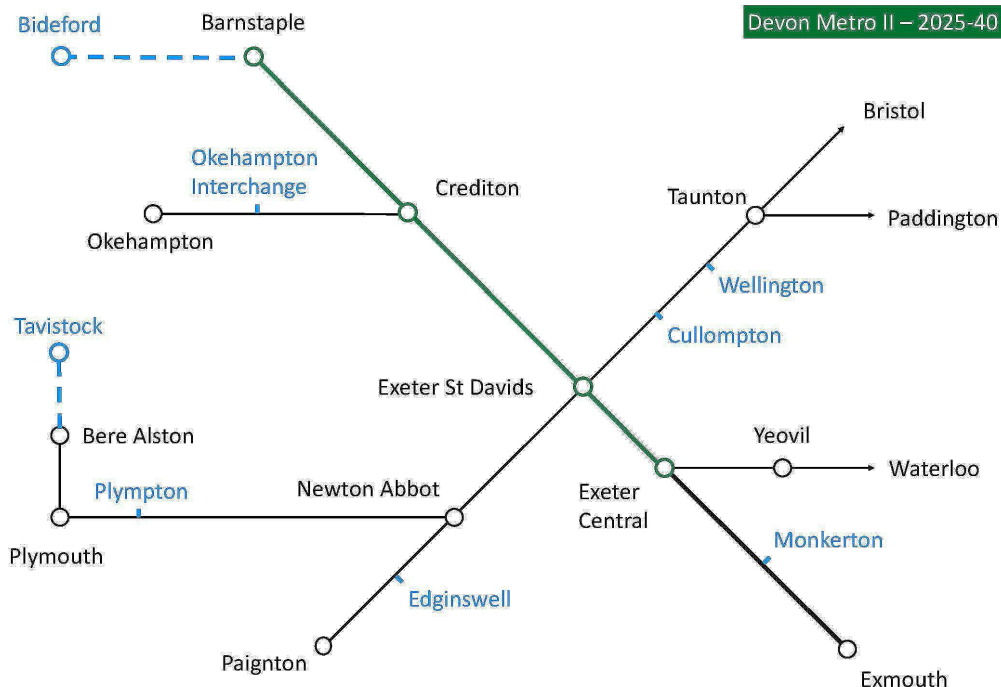 Bideford
Barnstaple
Devon Metro II – 2025-40
Bristol
Okehampton
Interchange
Crediton
Taunton
Paddington
Okehampton
Wellington
Tavistock
Cullompton
Exeter St Davids
Bere Alston
Yeovil
Waterloo
Plympton
Newton Abbot
Exeter
Central
Plymouth
Monkerton
Edginswell
Paignton
Exmouth